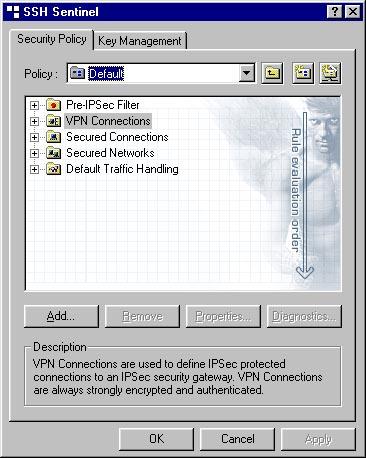 SSH Sentinel
Security Policy
Key Management
Policy:
Default
Pre-IPSec Filter
VPN Connections
Secured Connections
Secured Networks
Default Traffic Handling
Rule evaluation order
Add...
Remove
Properties...
Diagnostics...
Description
VPN Connections are used to define IPSec protected
connections to an IPSec security gateway. VPN Connections
are always strongly encrypted and authenticated.
OK
Cancel
Apply